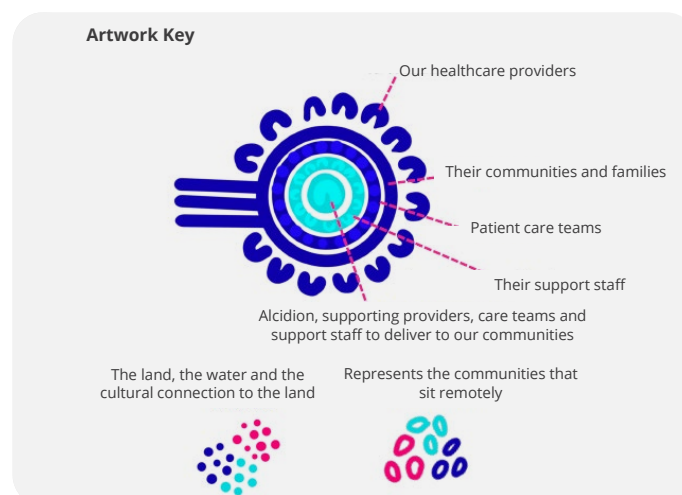 Artwork Key
Our healthcare providers
Their communities and families
Patient care teams
Their support staff
Alcidion, supporting providers, care teams and
support staff to deliver to our communities
The land, the water and the
cultural connection to the land
Represents the communities that
sit remotely